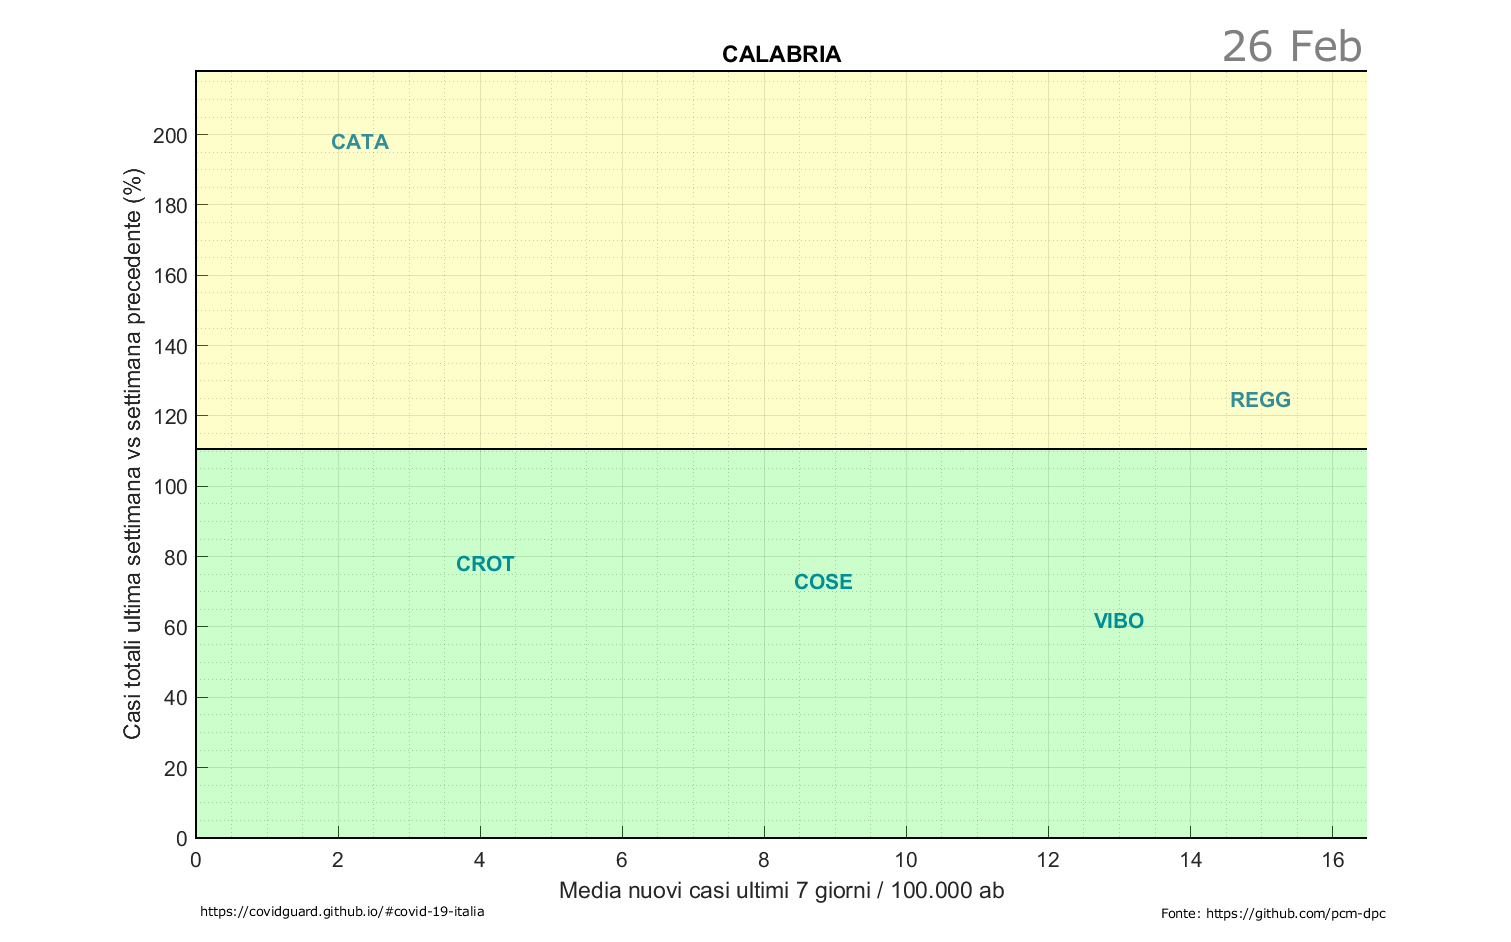 26 Feb
CALABRIA
Casi totali ultima settimana vs settimana precedente (%)
200
180
160
140
120
100
80
60
40
20
0
CATA
REGG
CROT
COSE
VIBO
0 2 4 6 8 10 12 14 16
Media nuovi casi ultimi 7 giorni / 100.000 ab
https://covidguard.github.io/#covid-19-italia
Fonte: https://github.com/pcm-dpc